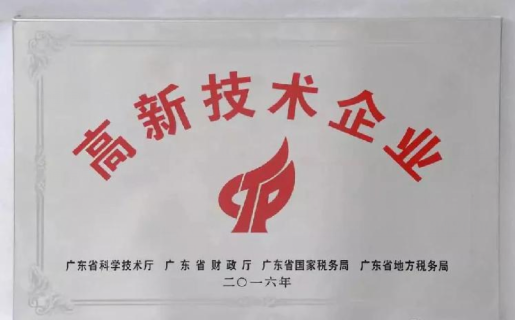 高新技术企业
CTP
广东省科学技术厅 广东省财政厅 广东省国家税务局 广东省地方税务局
二〇一六年